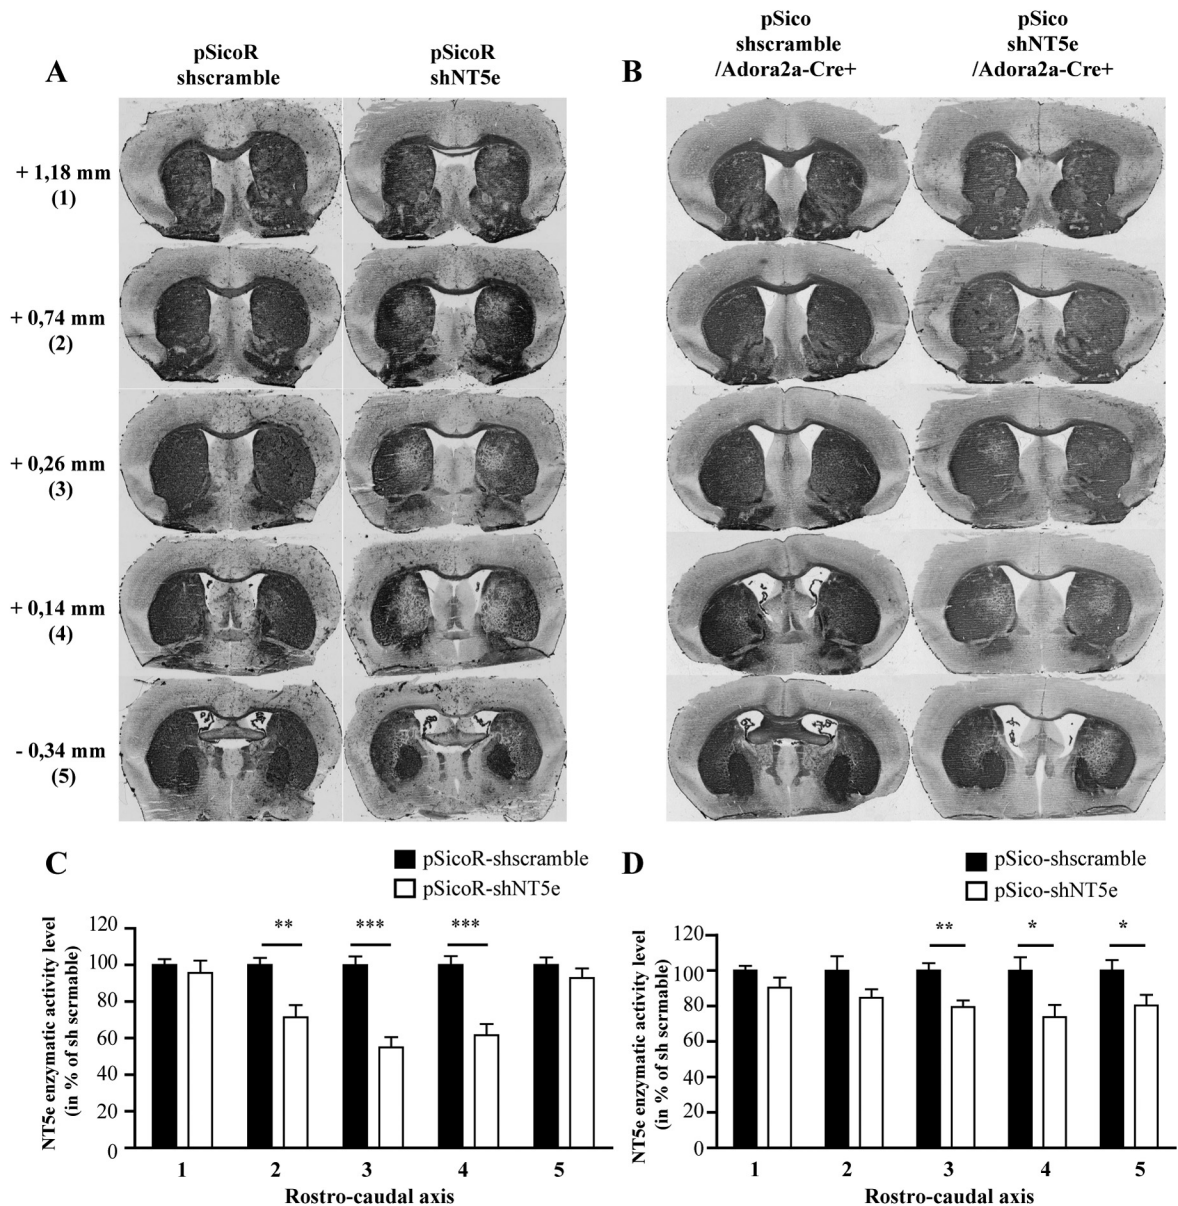 A
pSicoR
shscramble
pSicoR
shNT5e
B
pSico
shscramble
/Adora2a-Cre+
pSico
shNT5e
/Adora2a-Cre+
+ 1,18 mm
(1)
+ 0,74 mm
(2)
+ 0,26 mm
(3)
+ 0,14 mm
(4)
- 0,34 mm
(5)
C
pSicoR-shscramble
pSicoR-shNT5e
NT5e enzymatic activity level
(in % of sh scrmable)
120
100
80
60
40
20
0
** *** ***
1 2 3 4 5
Rostro-caudal axis
D
pSico-shscramble
pSico-shNT5e
NT5e enzymatic activity level
(in % of sh scrmable)
120
100
80
60
40
20
0
** * *
1 2 3 4 5
Rostro-caudal axis